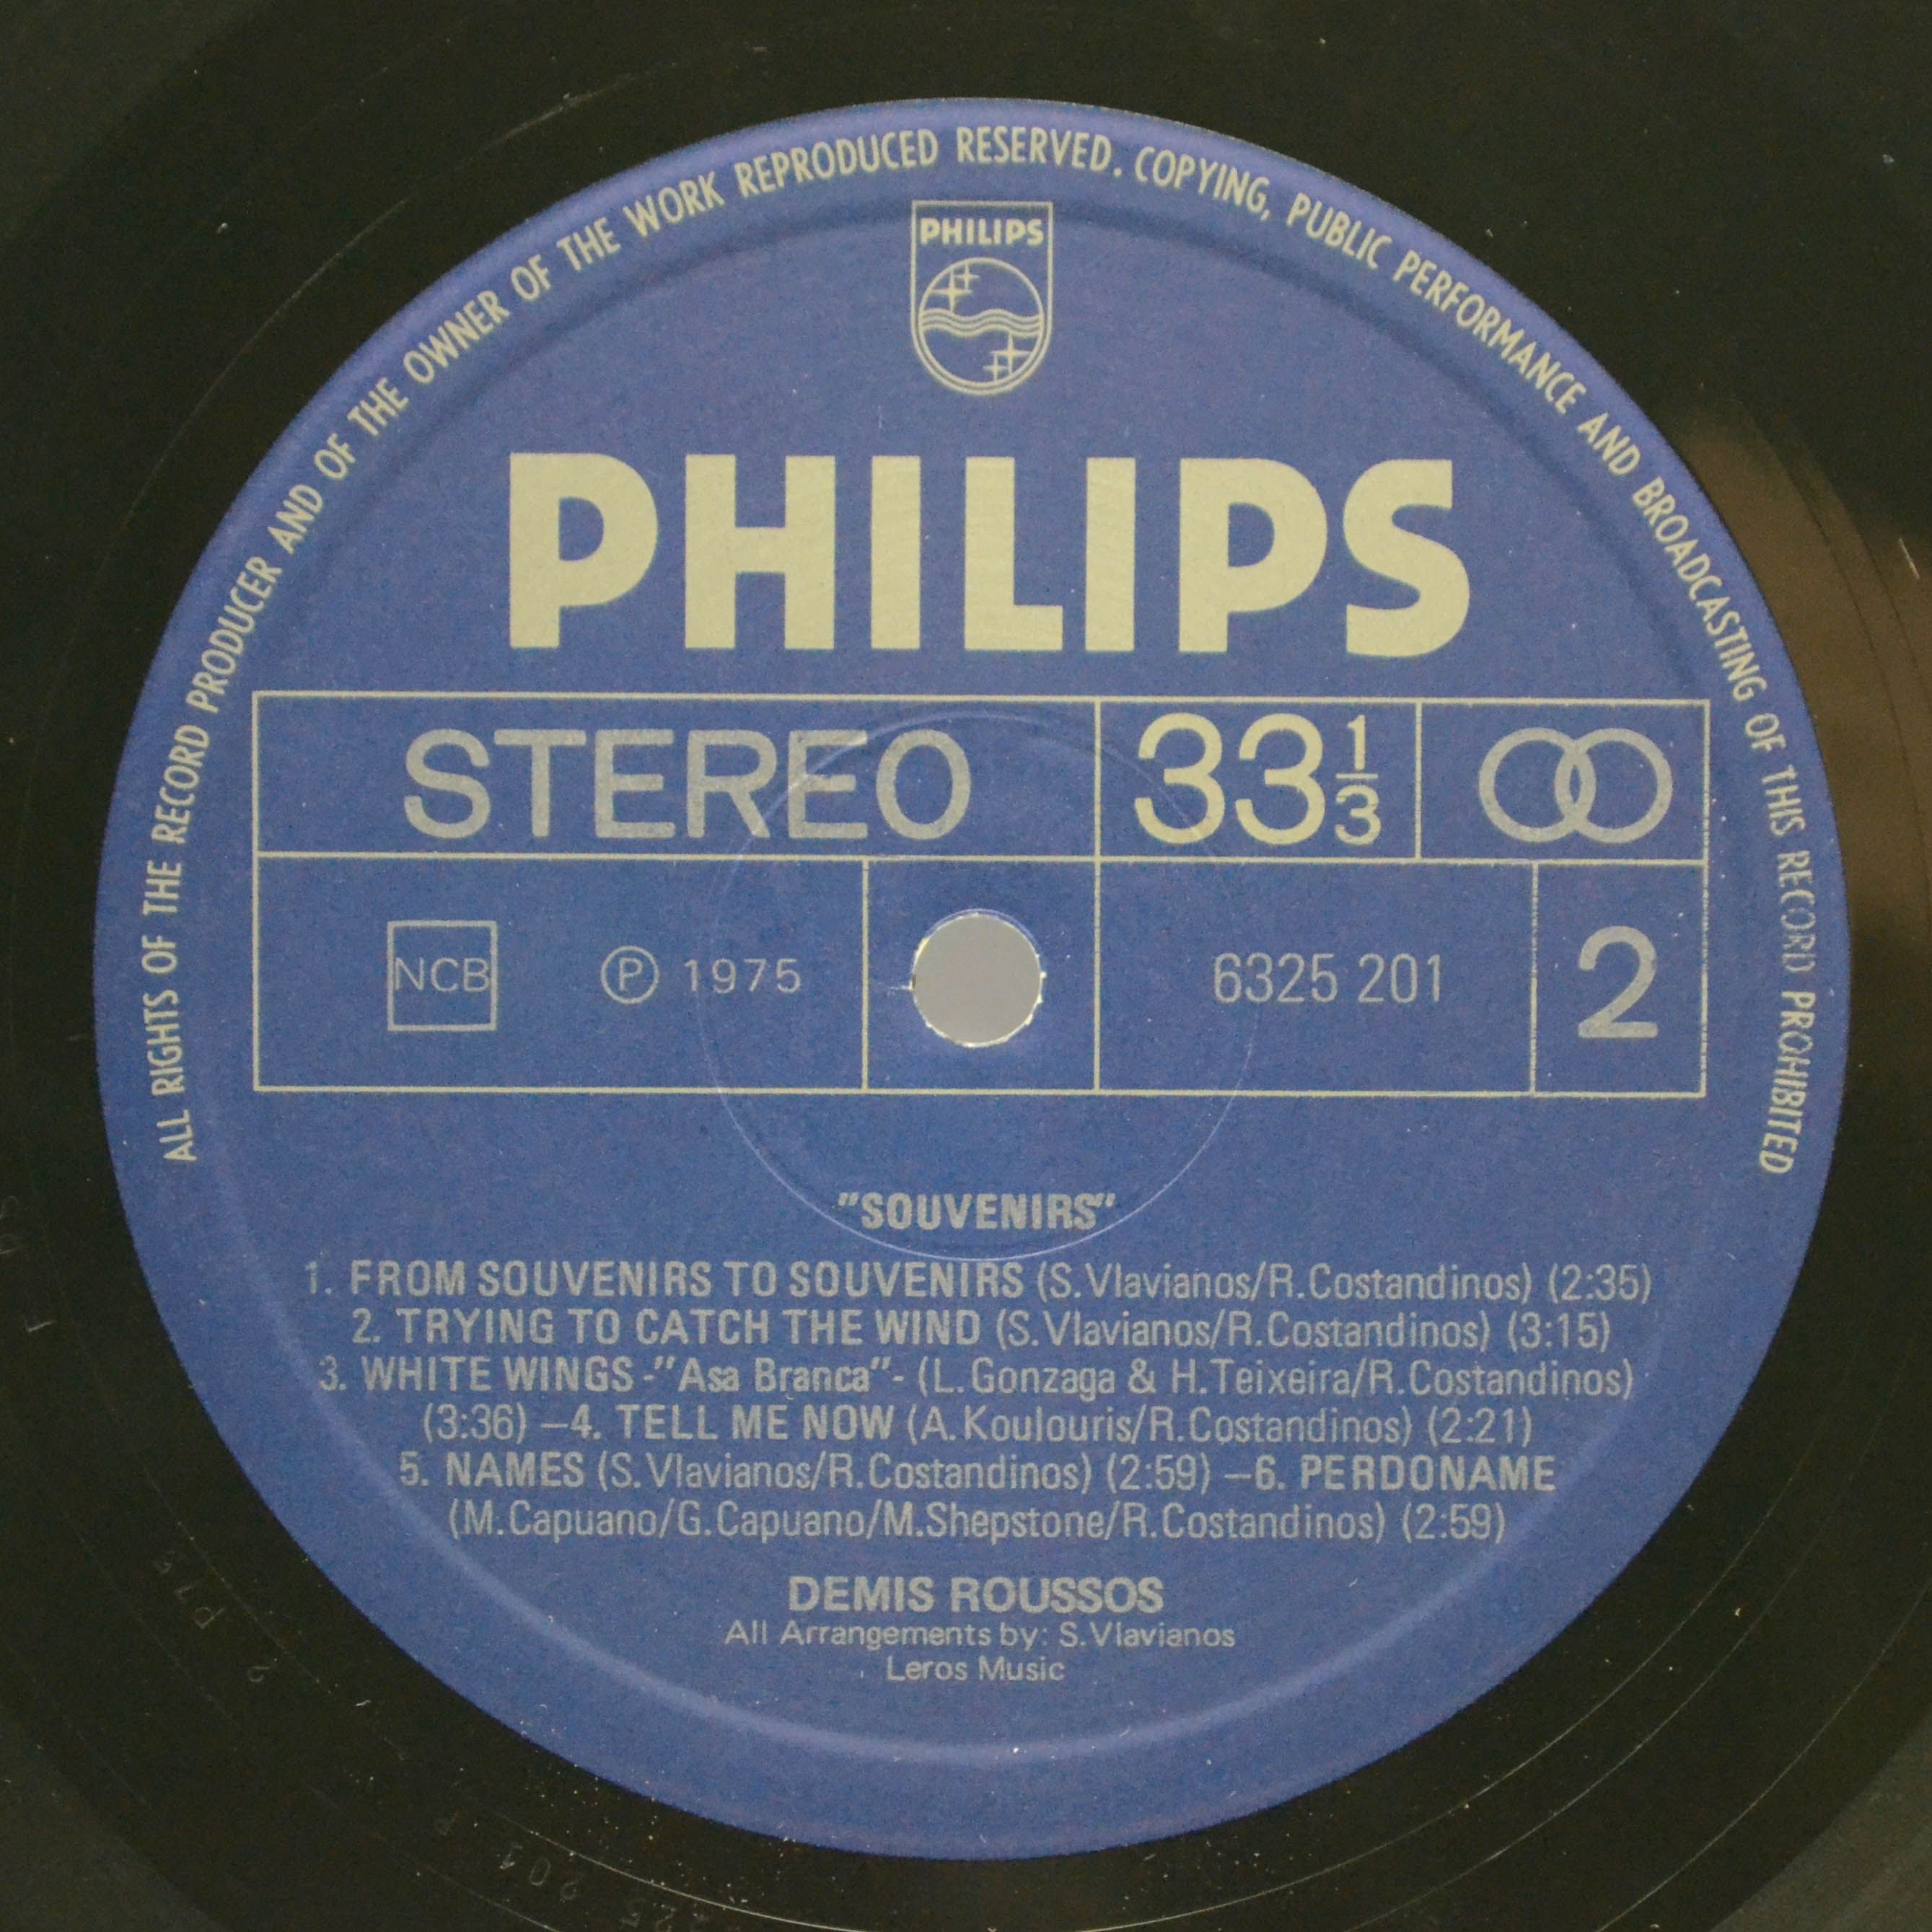 ALL RIGHTS OF THE RECORD PRODUCER AND OF THE OWNER OF THE WORK REPRODUCED RESERVED. COPYING, PUBLIC PERFORMANCE AND BROADCASTING OF THIS RECORD PROHIBITED
PHILIPS
PHILIPS
STEREO 33 1/3
NCB Ⓟ 1975 6325 201 2
"SOUVENIRS"
1. FROM SOUVENIRS TO SOUVENIRS (S.Vlavianos/R.Costandinos) (2:35)
2. TRYING TO CATCH THE WIND (S.Vlavianos/R.Costandinos) (3:15)
3. WHITE WINGS -"Asa Branca"- (L.Gonzaga & H.Teixeira/R.Costandinos)
(3:36) —4. TELL ME NOW (A.Koulouris/R.Costandinos) (2:21)
5. NAMES (S.Vlavianos/R.Costandinos) (2:59) —6. PERDONAME
(M.Capuano/G.Capuano/M.Shepstone/R.Costandinos) (2:59)
DEMIS ROUSSOS
All Arrangements by: S.Vlavianos
Leros Music